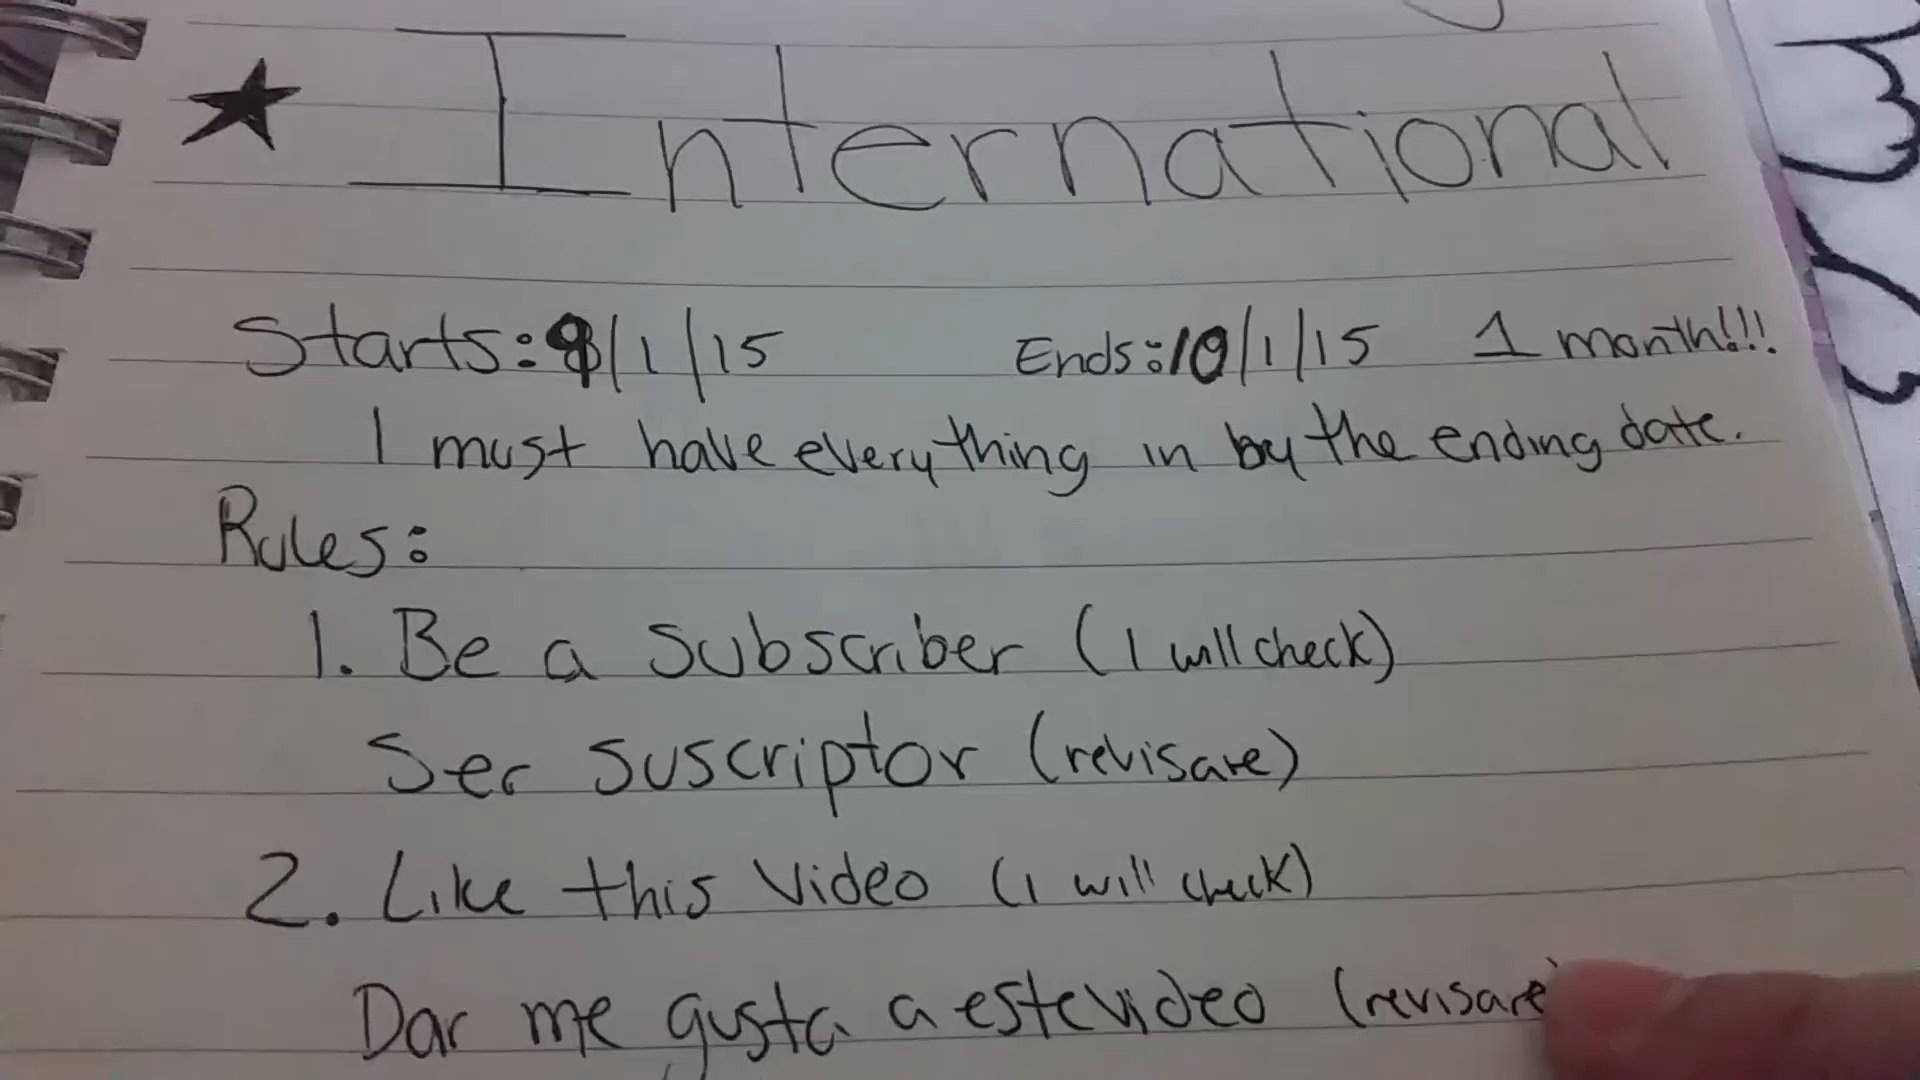 ★ International
Starts: 9/1/15 Ends: 10/1/15 1 month!!!
I must have everything in by the ending date.
Rules:
1. Be a subscriber (I will check)
Ser suscriptor (revisare)
2. Like this video (I will check)
Dar me gusta a este video (revisare)